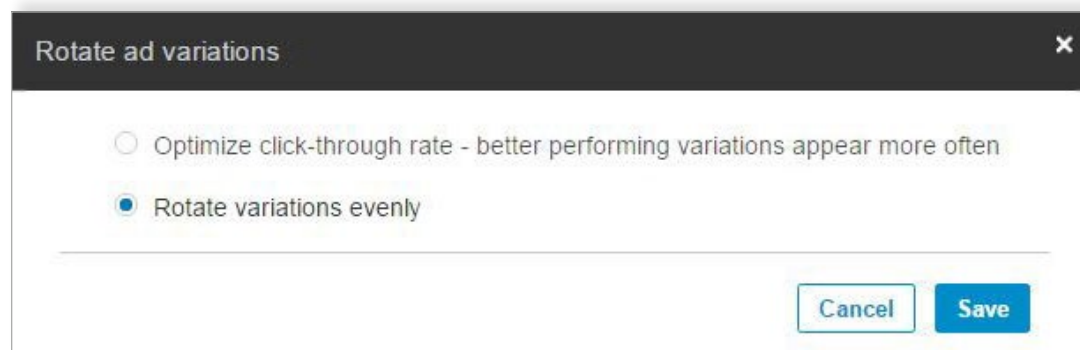 Rotate ad variations ×
Optimize click-through rate - better performing variations appear more often
Rotate variations evenly
Cancel Save